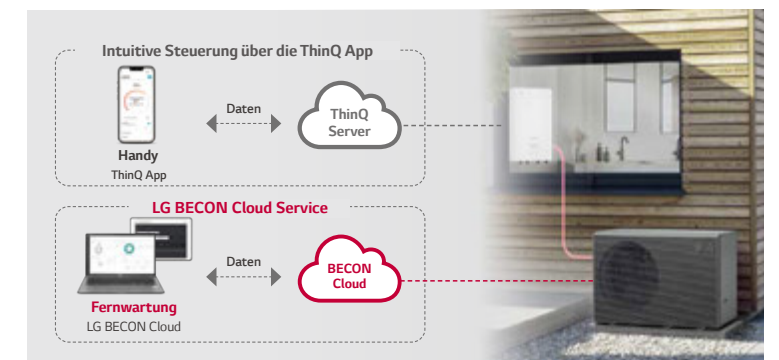 Intuitive Steuerung über die ThinQ App
Daten
ThinQ
Server
Handy
ThinQ App
LG BECON Cloud Service
Daten
BECON
Cloud
Fernwartung
LG BECON Cloud